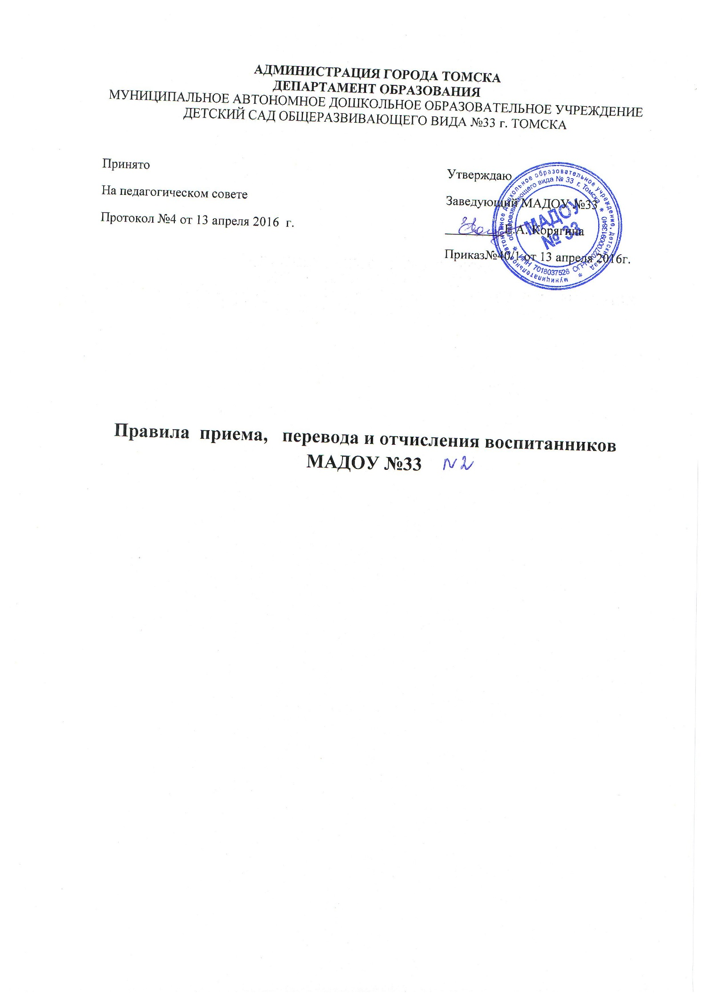 АДМИНИСТРАЦИЯ ГОРОДА ТОМСКА
ДЕПАРТАМЕНТ ОБРАЗОВАНИЯ
МУНИЦИПАЛЬНОЕ АВТОНОМНОЕ ДОШКОЛЬНОЕ ОБРАЗОВАТЕЛЬНОЕ УЧРЕЖДЕНИЕ
ДЕТСКИЙ САД ОБЩЕРАЗВИВАЮЩЕГО ВИДА №33 г. ТОМСКА
Принято
На педагогическом совете
Протокол №4 от 13 апреля 2016 г.
Утверждаю
Заведующий МАДОУ №33
_________Е.А. Корягина
Приказ№40/1 от 13 апреля 2016г.
муниципальное автономное дошкольное образовательное учреждение, детский сад *
* общеразвивающего вида № 33 г. Томска *
ИНН 7018037526 ОГРН 1027000913840
МАДОУ
№ 33
Правила приема, перевода и отчисления воспитанников
МАДОУ №33 N 2